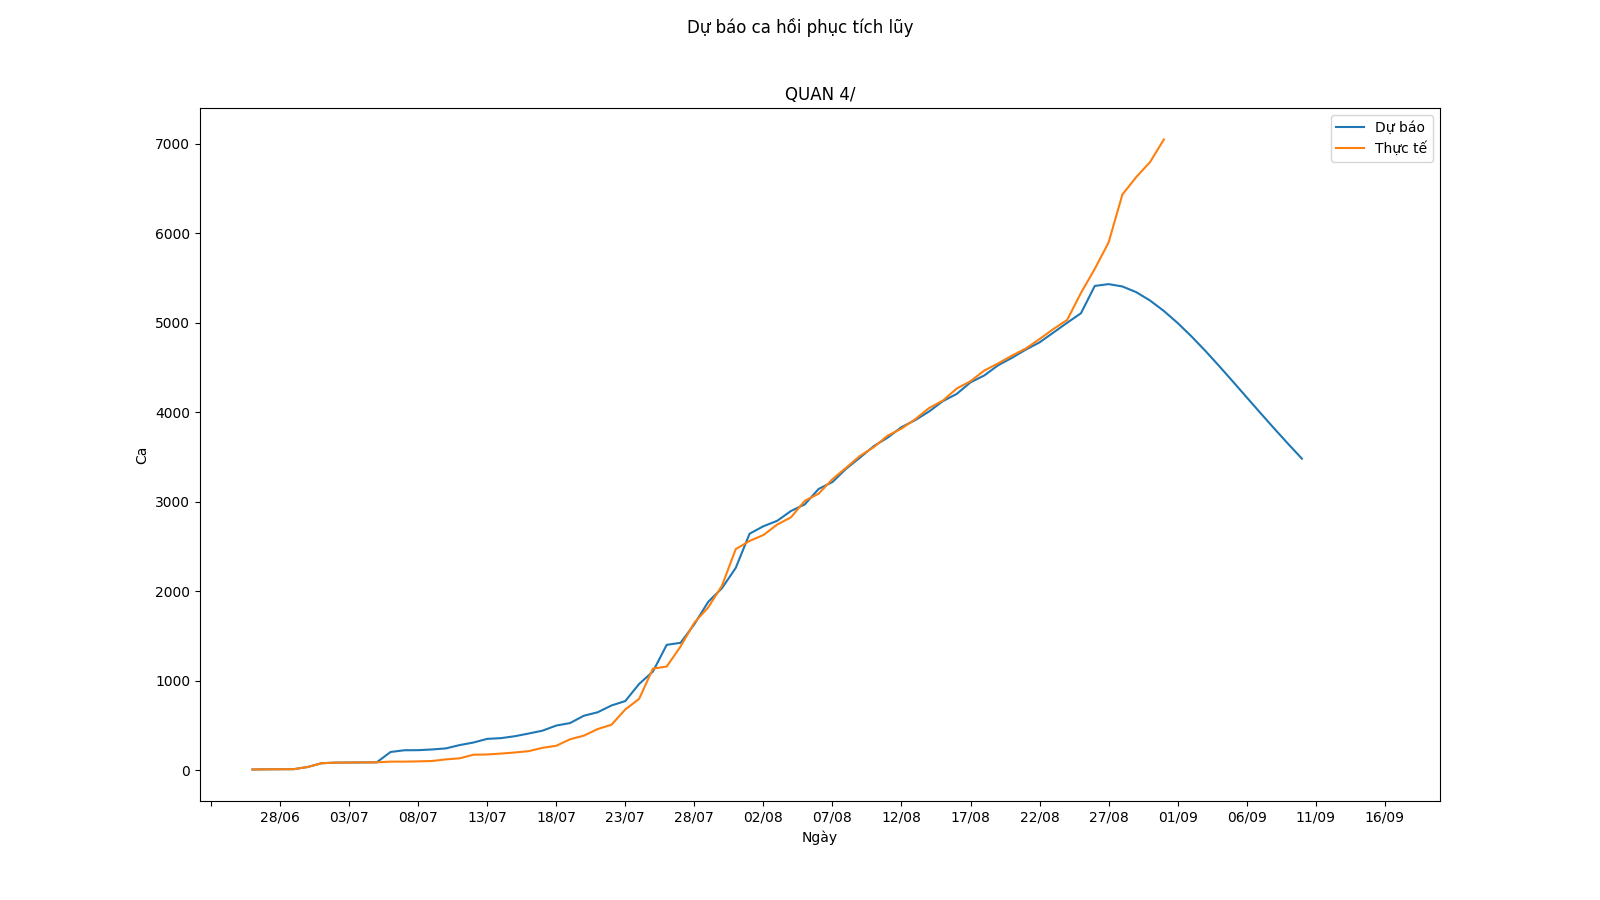 Dự báo ca hồi phục tích lũy
QUAN 4/
Dự báo
Thực tế
7000
6000
5000
4000
3000
2000
1000
0
Ca
28/06 03/07 08/07 13/07 18/07 23/07 28/07 02/08 07/08 12/08 17/08 22/08 27/08 01/09 06/09 11/09 16/09
Ngày